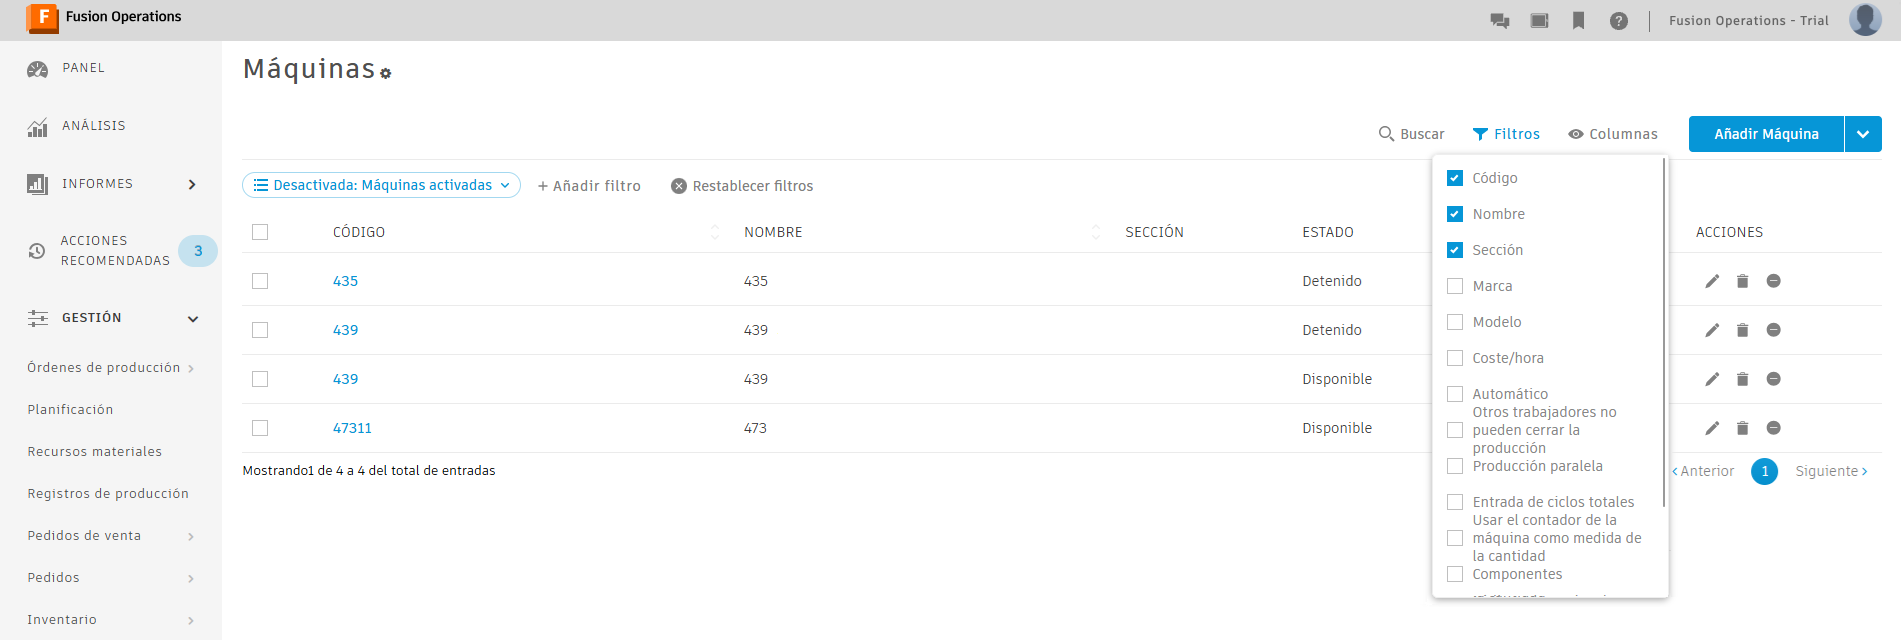 F Fusion Operations
Fusion Operations - Trial
PANEL
ANÁLISIS
INFORMES
ACCIONES
RECOMENDADAS
3
GESTIÓN
Órdenes de producción
Planificación
Recursos materiales
Registros de producción
Pedidos de venta
Pedidos
Inventario
Máquinas
Buscar
Filtros
Columnas
Añadir Máquina
Desactivada: Máquinas activadas
+ Añadir filtro
Restablecer filtros
CÓDIGO NOMBRE SECCIÓN ESTADO ACCIONES
435 435 Detenido
439 439 Detenido
439 439 Disponible
47311 473 Disponible
Mostrando1 de 4 a 4 del total de entradas
Anterior 1 Siguiente
Código
Nombre
Sección
Marca
Modelo
Coste/hora
Automático
Otros trabajadores no
pueden cerrar la
producción
Producción paralela
Entrada de ciclos totales
Usar el contador de la
máquina como medida de
la cantidad
Componentes